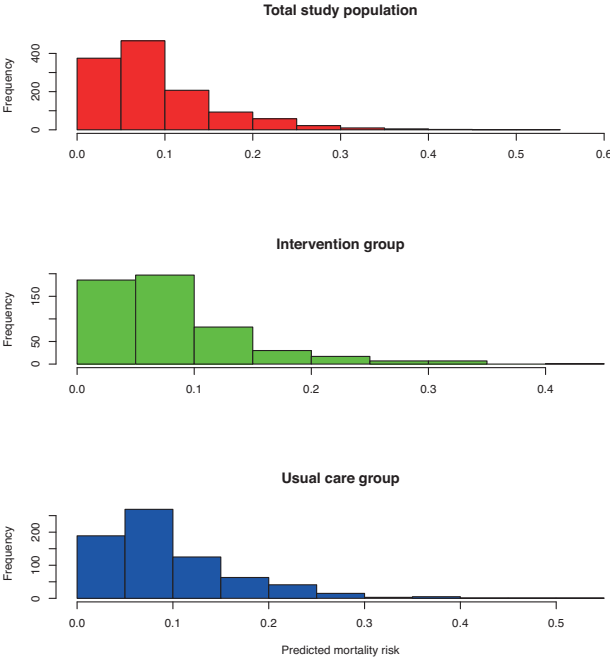 Total study population
Frequency
400
200
0
0.0 0.1 0.2 0.3 0.4 0.5 0.6
Intervention group
Frequency
150
50
0
0.0 0.1 0.2 0.3 0.4
Usual care group
Frequency
200
100
0
0.0 0.1 0.2 0.3 0.4 0.5
Predicted mortality risk